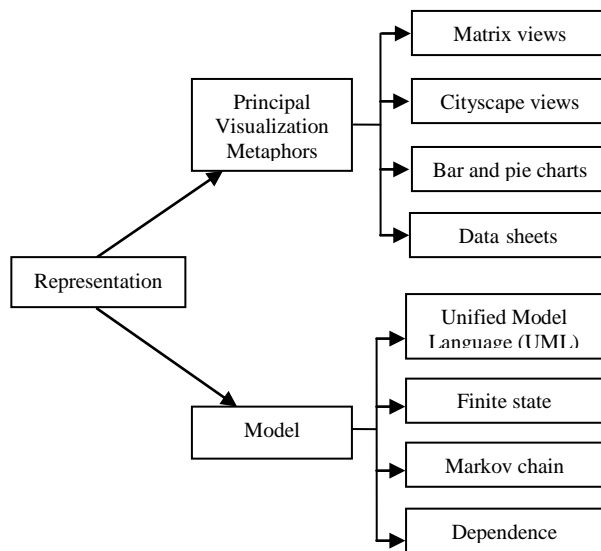 Matrix views
Principal
Visualization
Metaphors
Cityscape views
Bar and pie charts
Data sheets
Representation
Unified Model
Language (UML)
Finite state
Model
Markov chain
Dependence